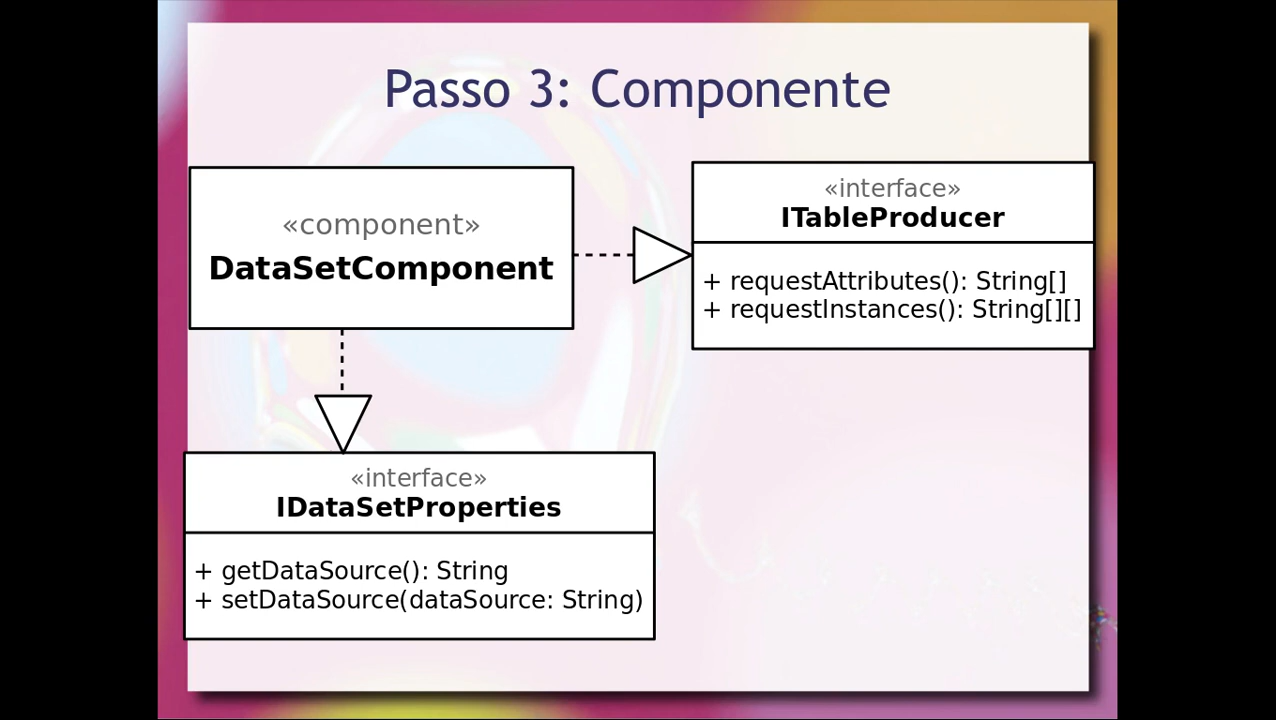 Passo 3: Componente
«component»
DataSetComponent
«interface»
ITableProducer
+ requestAttributes(): String[]
+ requestInstances(): String[][]
«interface»
IDataSetProperties
+ getDataSource(): String
+ setDataSource(dataSource: String)